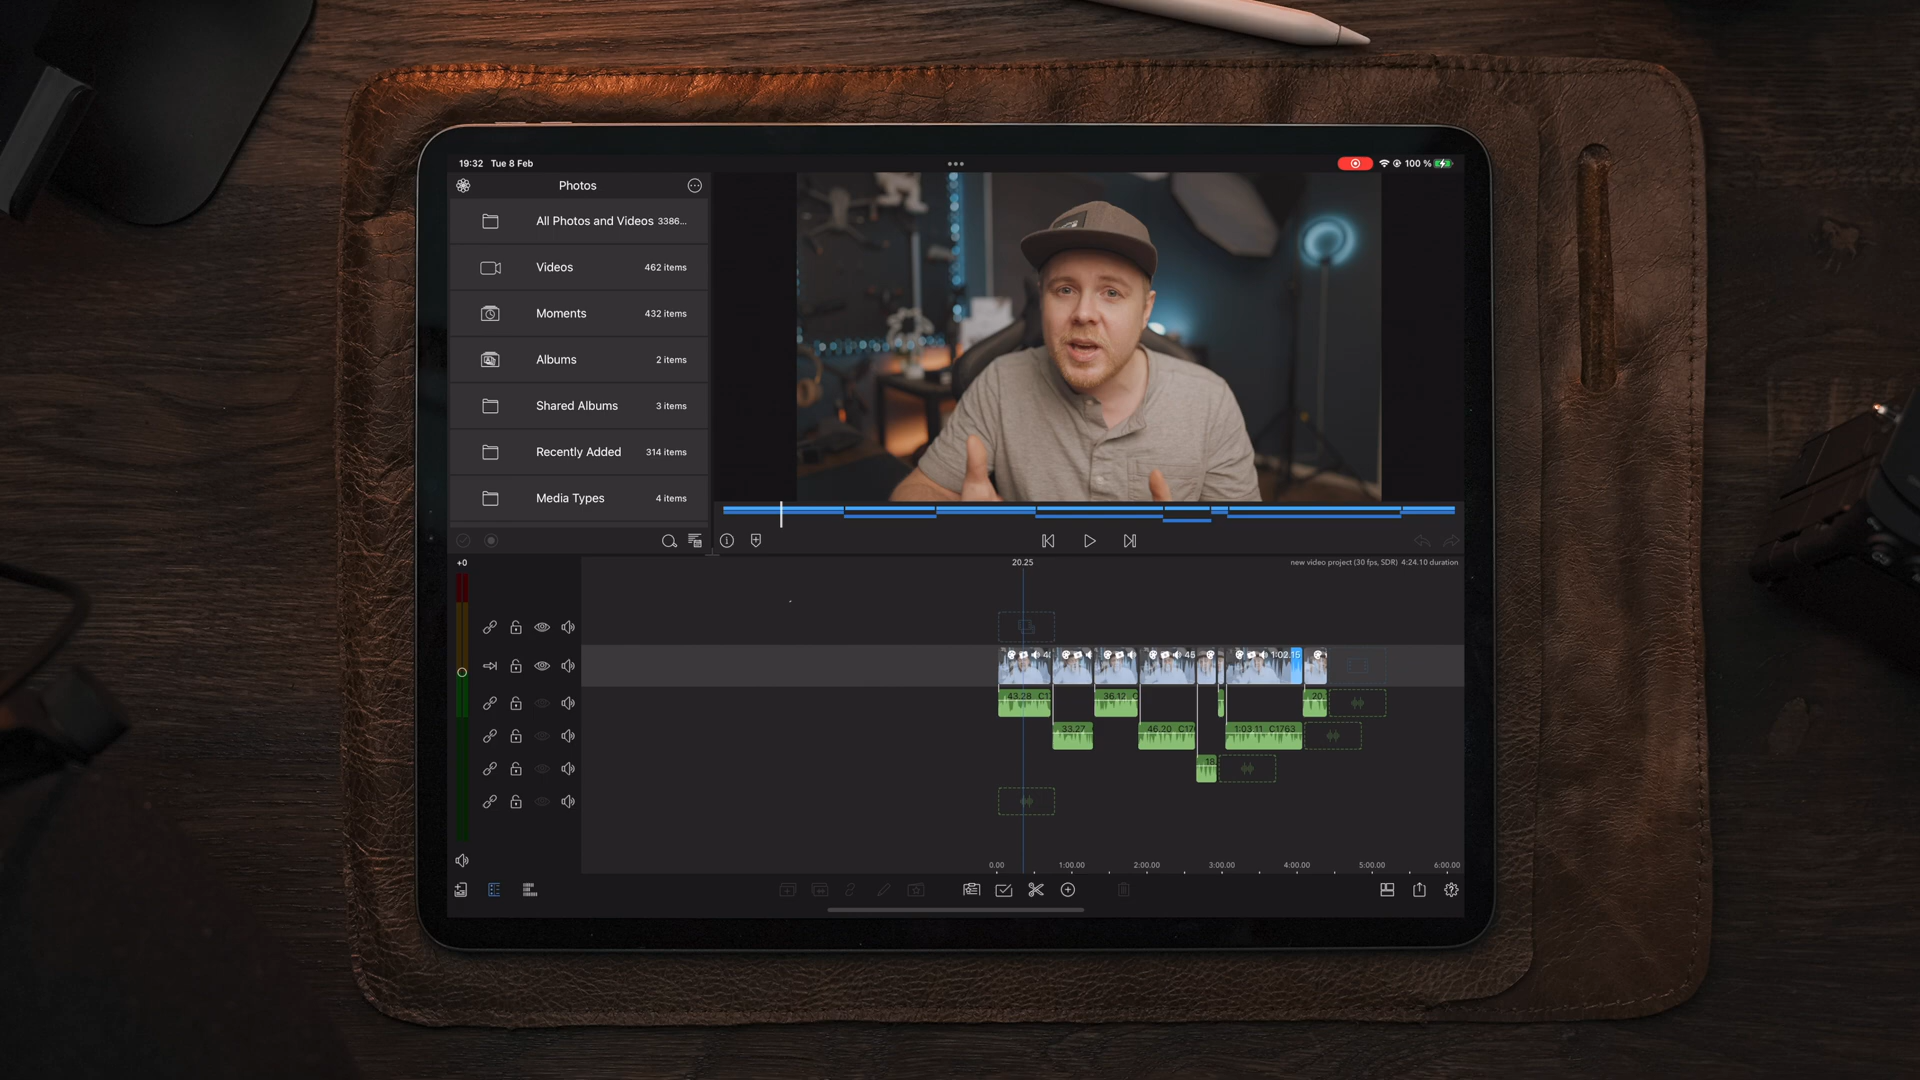 19:32 Tue 8 Feb
100 %
Photos
All Photos and Videos 3386...
Videos 462 items
Moments 432 items
Albums 2 items
Shared Albums 3 items
Recently Added 314 items
Media Types 4 items
+0
20.25
new video project (30 fps, SDR) 4:24.10 duration
45
1:02.15
43.28 C1
36.12 C
20.
33.27
46.20 C17
1:03.11 C1763
18
0.00 1:00.00 2:00.00 3:00.00 4:00.00 5:00.00 6:00.00